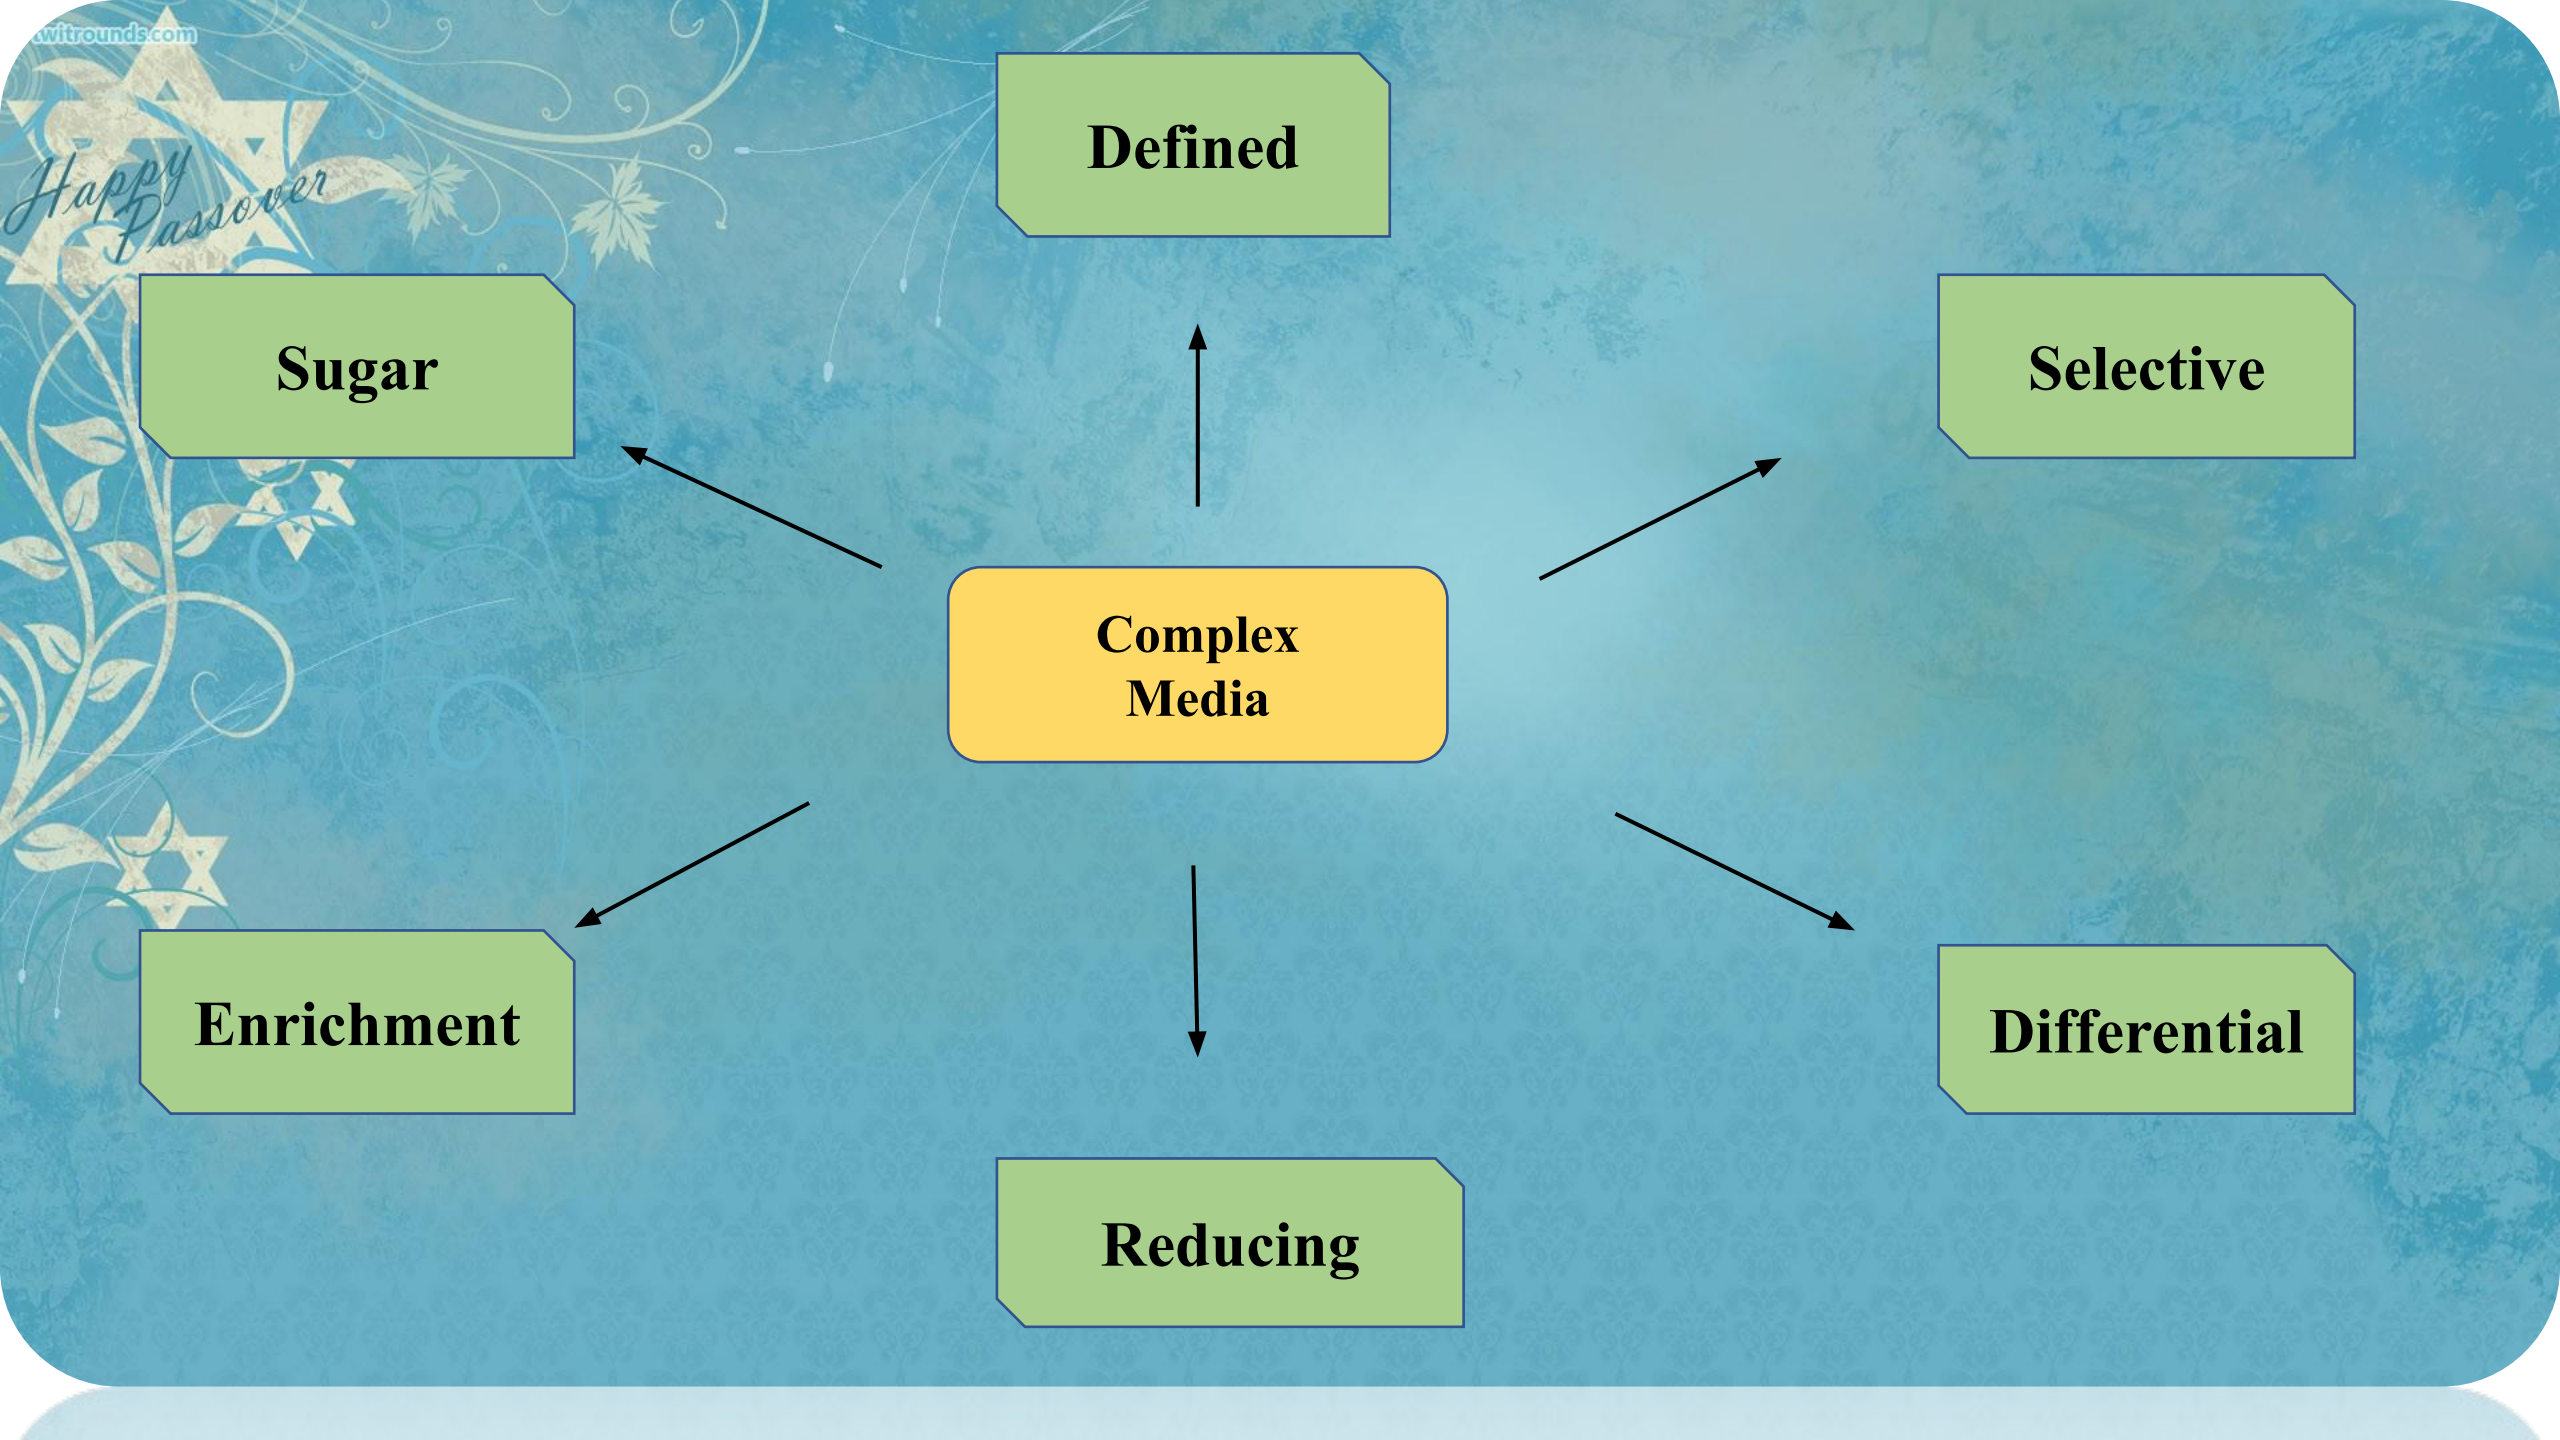 twitrounds.com
Happy
Passover
Defined
Sugar
Selective
Complex
Media
Enrichment
Differential
Reducing